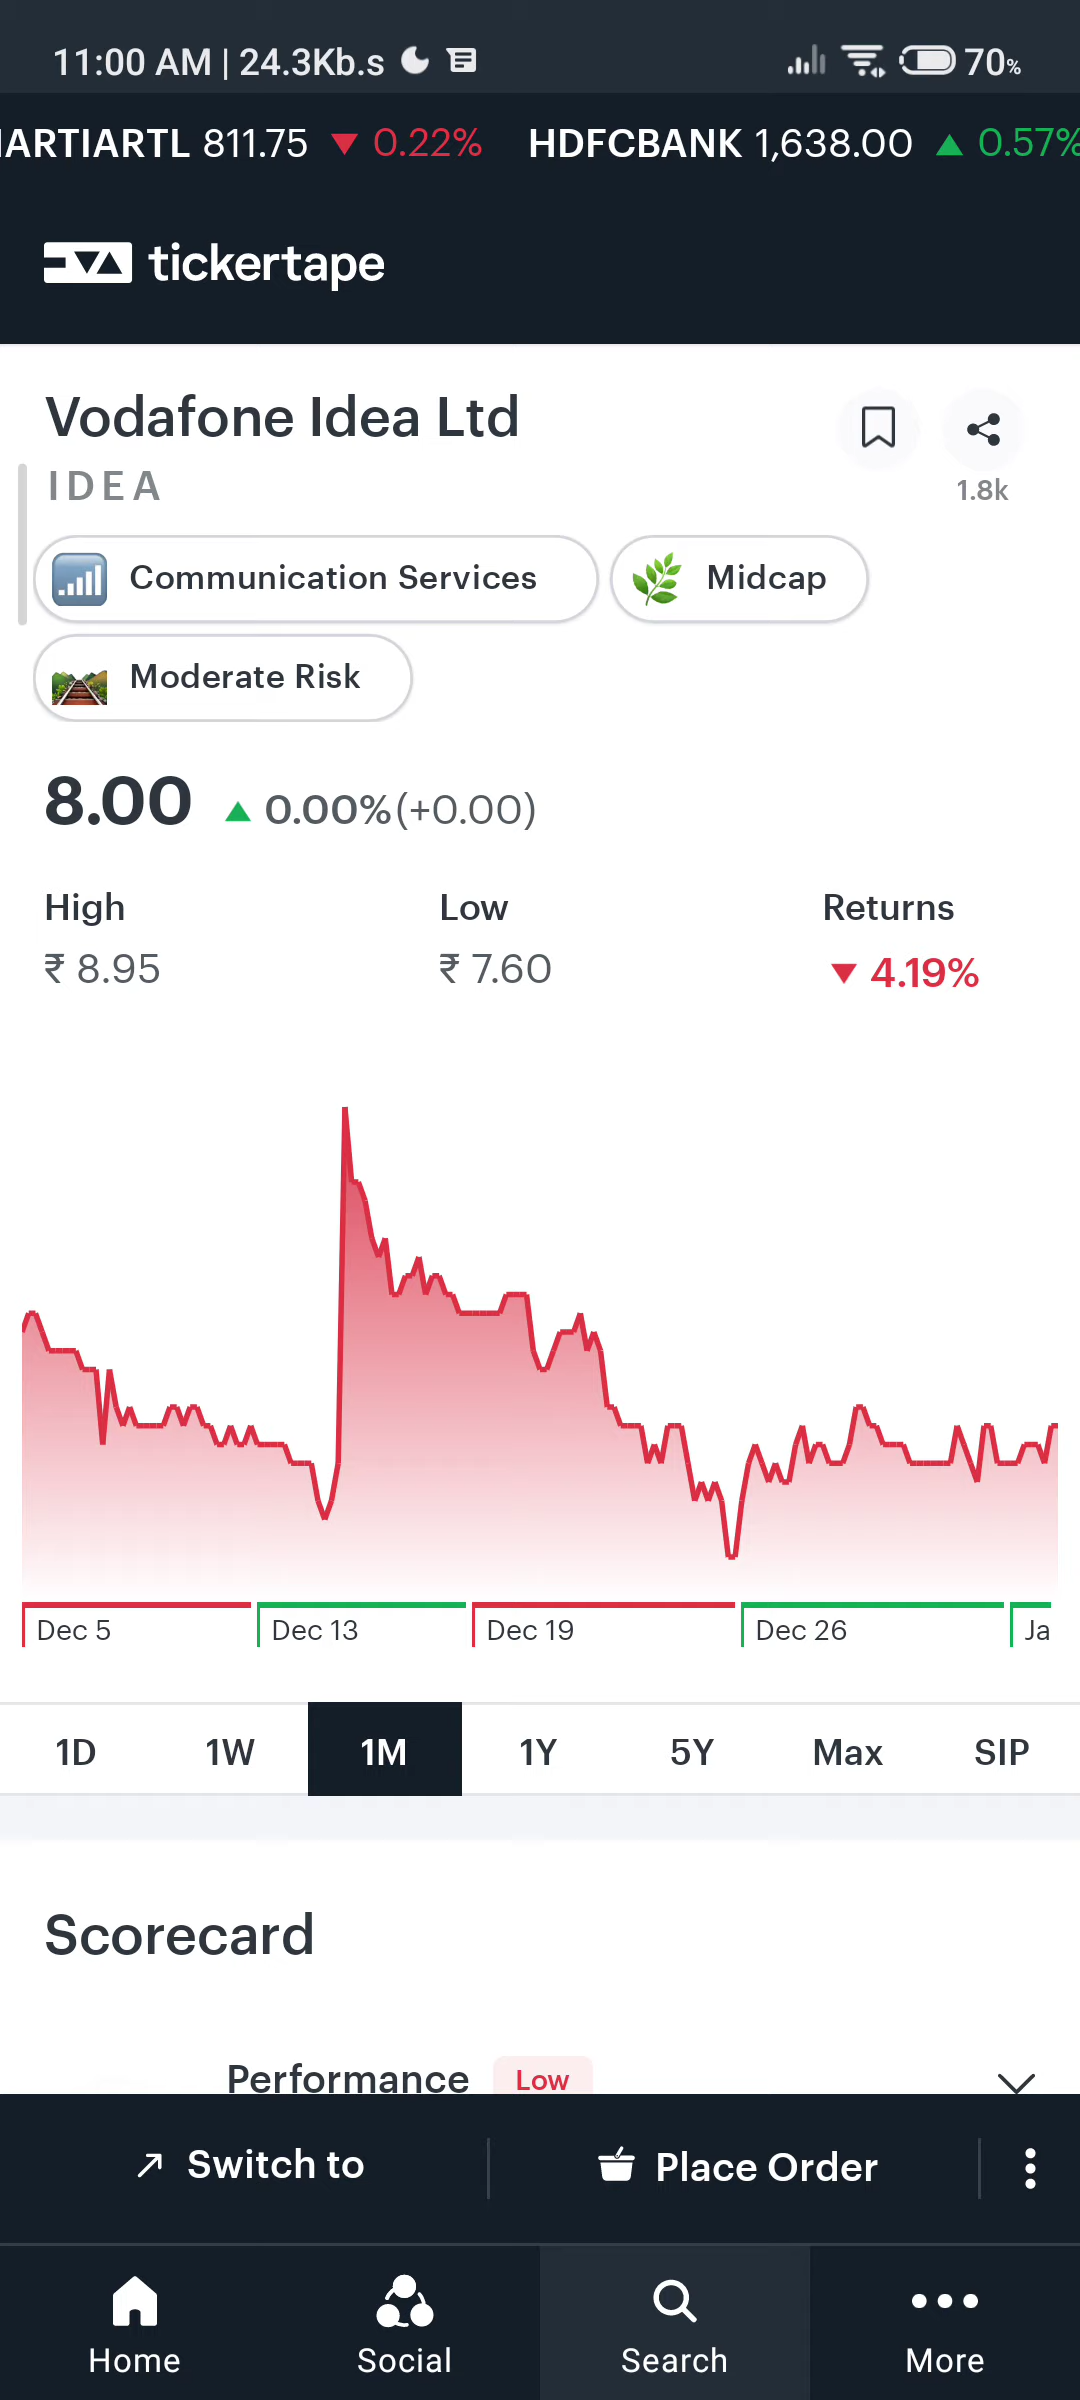 11:00 AM | 24.3Kb.s 70%
ARTIARTL 811.75 ▼ 0.22% HDFCBANK 1,638.00 ▲ 0.57%
tickertape
Vodafone Idea Ltd
IDEA
1.8k
Communication Services Midcap
Moderate Risk
8.00 ▲ 0.00%(+0.00)
High Low Returns
₹ 8.95 ₹ 7.60 ▼ 4.19%
Dec 5 Dec 13 Dec 19 Dec 26 Ja
1D 1W 1M 1Y 5Y Max SIP
Scorecard
Performance Low
Switch to Place Order
Home Social Search More